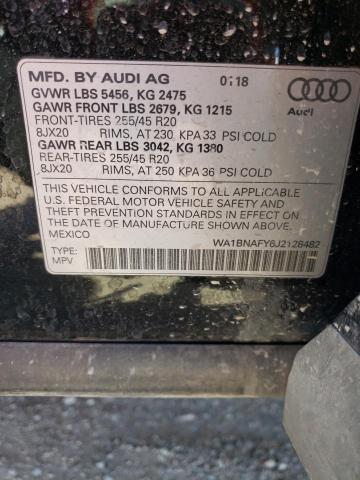 MFD. BY AUDI AG 0118
GVWR LBS 5456, KG 2475
GAWR FRONT LBS 2679, KG 1215
FRONT-TIRES 255/45 R20
8JX20 RIMS, AT 230 KPA 33 PSI COLD
GAWR REAR LBS 3042, KG 1380
REAR-TIRES 255/45 R20
8JX20 RIMS, AT 250 KPA 36 PSI COLD
Audi
THIS VEHICLE CONFORMS TO ALL APPLICABLE
U.S. FEDERAL MOTOR VEHICLE SAFETY AND
THEFT PREVENTION STANDARDS IN EFFECT ON
THE DATE OF MANUFACTURE SHOWN ABOVE.
MEXICO
WA1BNAFY6J2128482
TYPE:
MPV